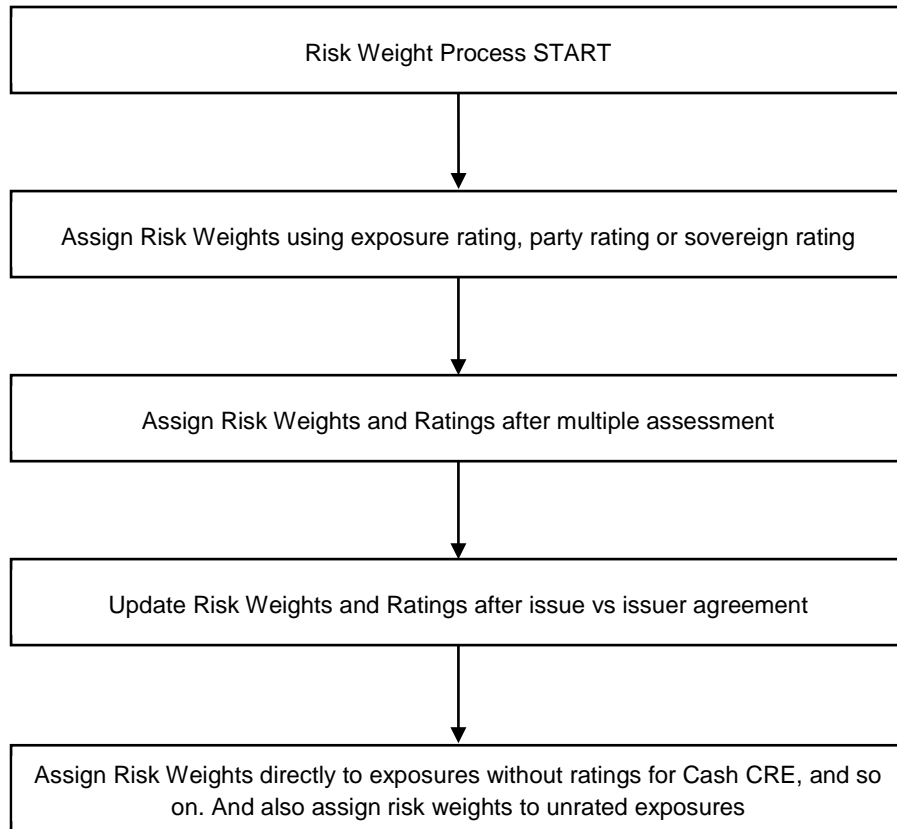 Risk Weight Process START
Assign Risk Weights using exposure rating, party rating or sovereign rating
Assign Risk Weights and Ratings after multiple assessment
Update Risk Weights and Ratings after issue vs issuer agreement
Assign Risk Weights directly to exposures without ratings for Cash CRE, and so
on. And also assign risk weights to unrated exposures